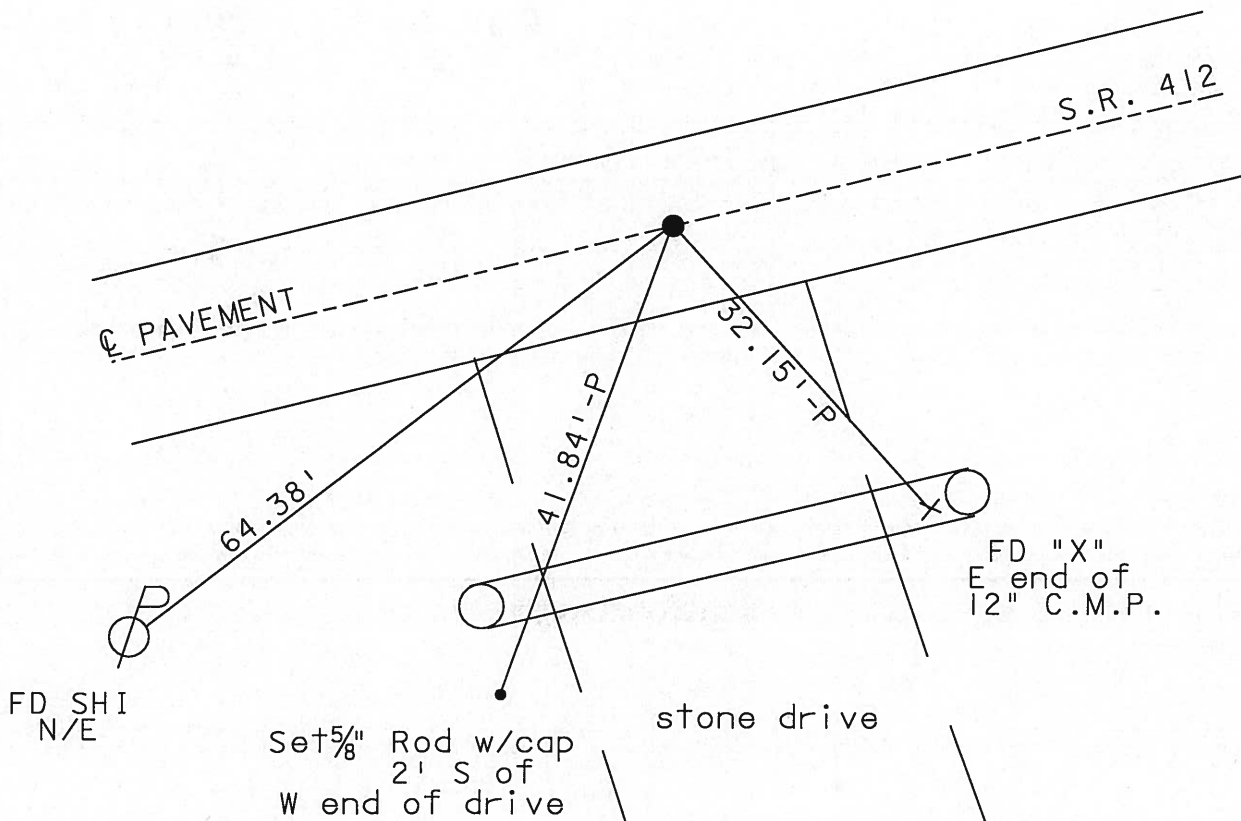 S.R. 412
℄ PAVEMENT
32.15'-P
41.84'-P
64.38'
FD "X"
E end of
12" C.M.P.
FD SHI
N/E
stone drive
Set 5/8" Rod w/cap
2' S of
W end of drive